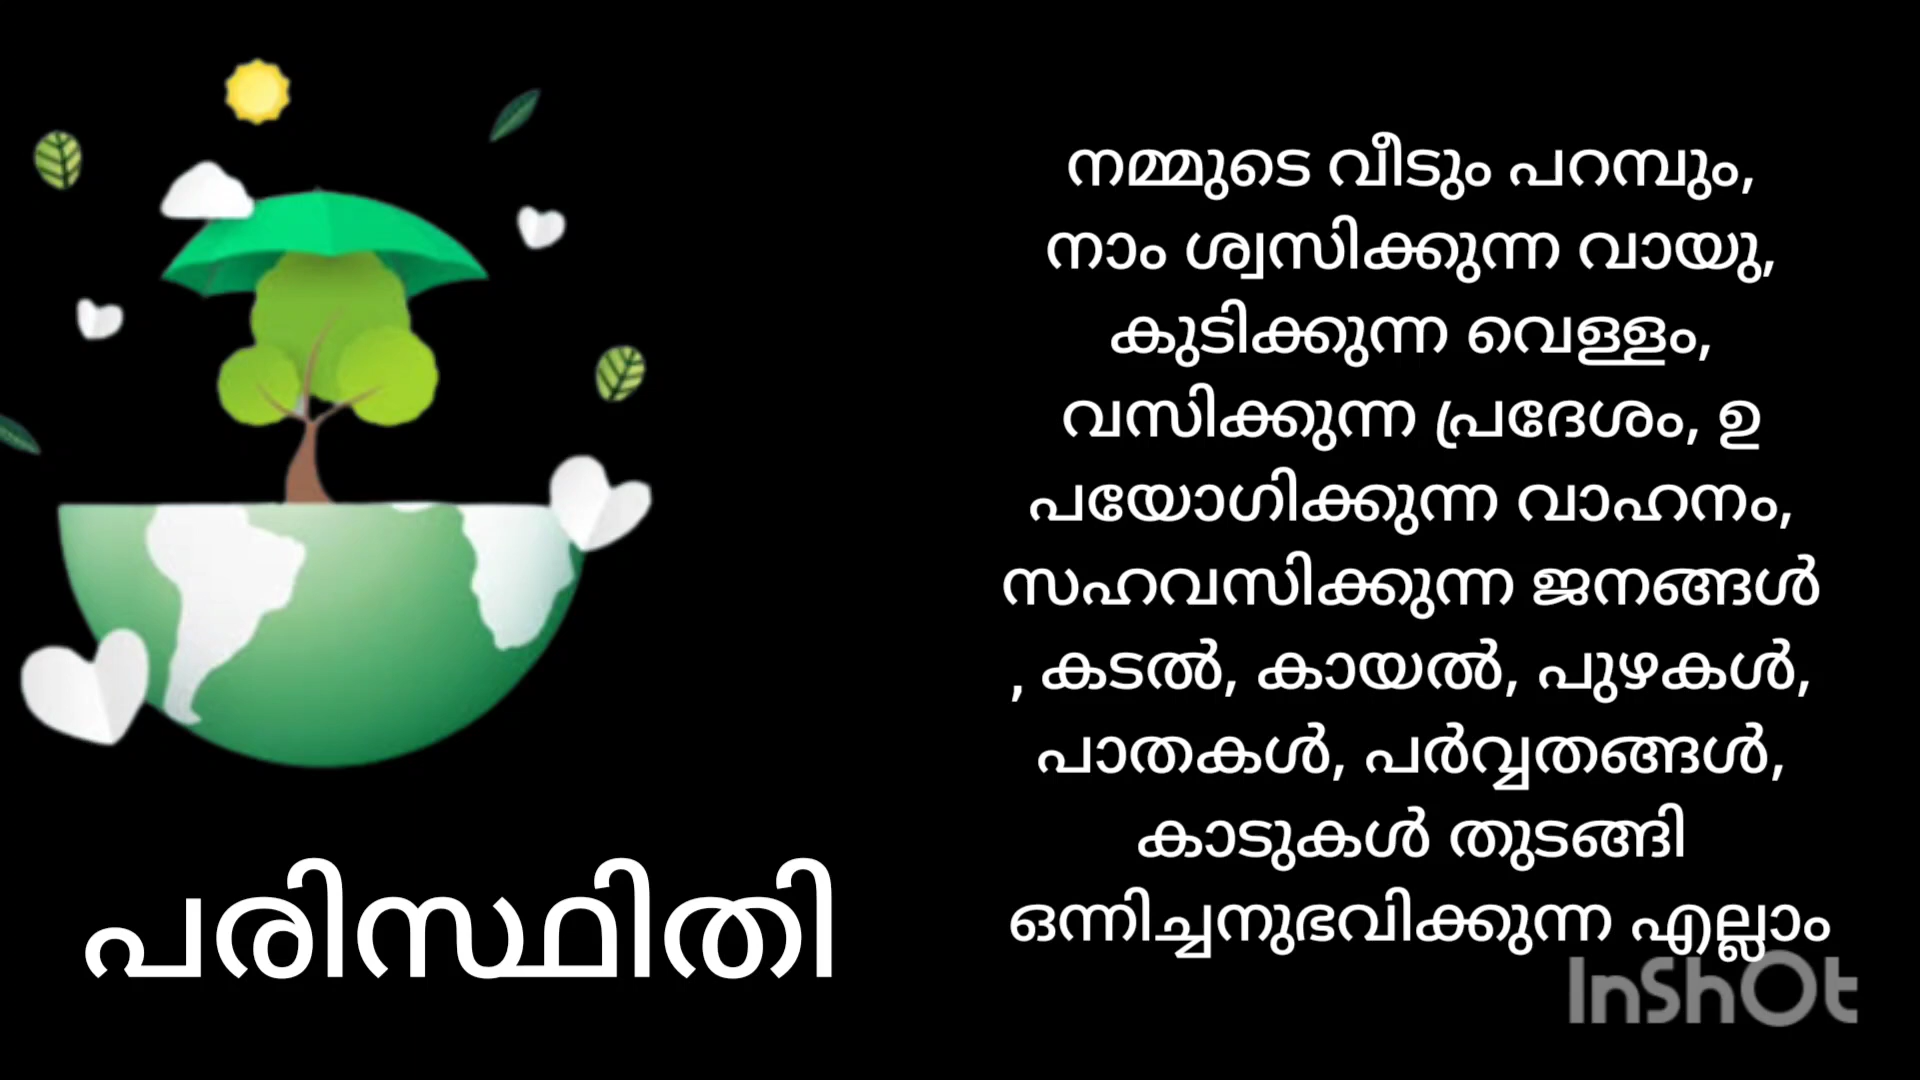 നമ്മുടെ വീടും പറമ്പും,
നാം ശ്വസിക്കുന്ന വായു,
കുടിക്കുന്ന വെള്ളം,
വസിക്കുന്ന പ്രദേശം, ഉ
പയോഗിക്കുന്ന വാഹനം,
സഹവസിക്കുന്ന ജനങ്ങൾ
, കടൽ, കായൽ, പുഴകൾ,
പാതകൾ, പർവ്വതങ്ങൾ,
കാടുകൾ തുടങ്ങി
ഒന്നിച്ചനുഭവിക്കുന്ന എല്ലാം
പരിസ്ഥിതി
InShOt